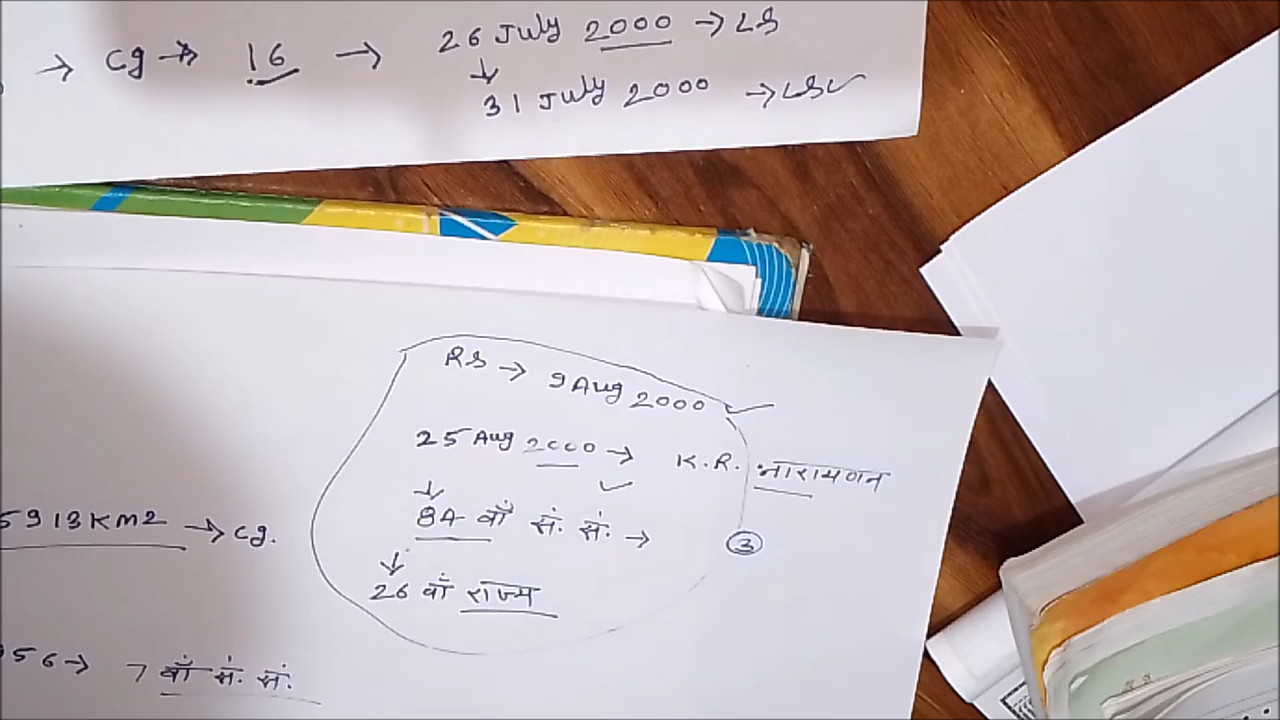 → Cg → 16 → 26 July 2000 → LS
↓
31 July 2000 → LS ✓
RS → 9 Aug 2000 ✓
25 Aug 2000 → K.R. नारायणन
↓ ✓
84 वाँ सं. सं. → ③
5913 KM2 → Cg.
↓
26 वाँ राज्य
56 → 7 वाँ सं. सं.